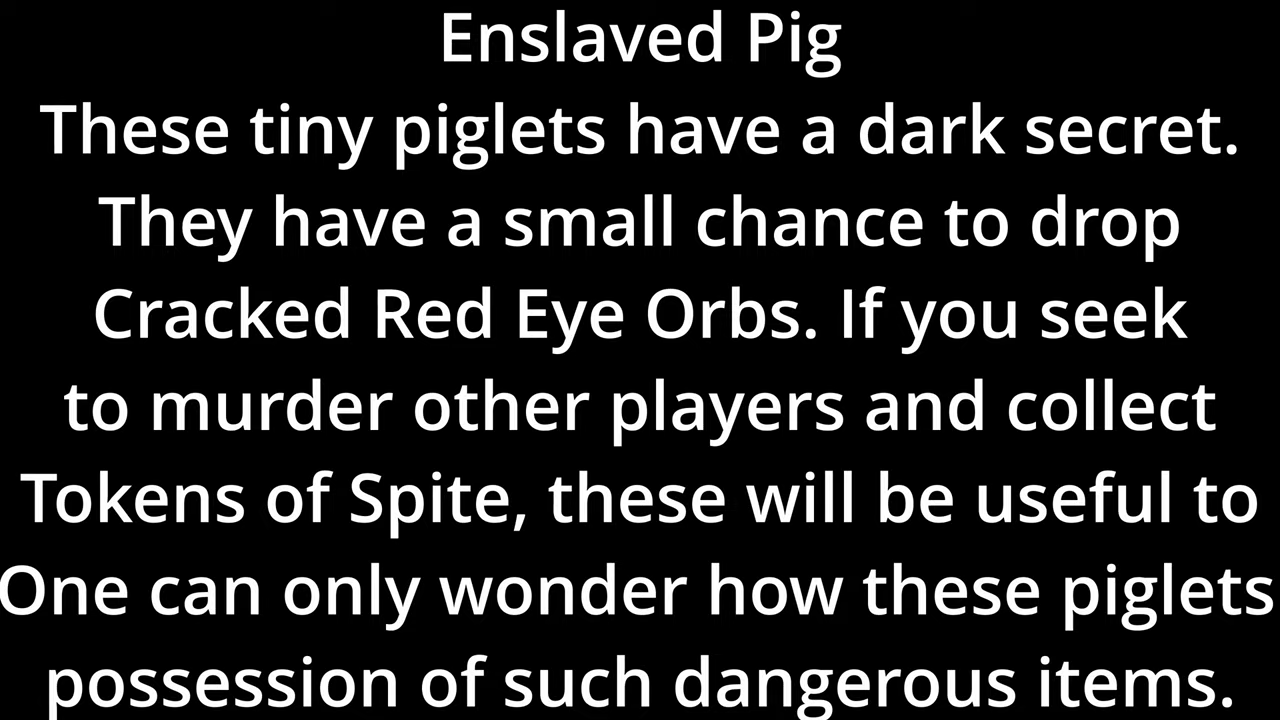 Enslaved Pig
These tiny piglets have a dark secret.
They have a small chance to drop
Cracked Red Eye Orbs. If you seek
to murder other players and collect
Tokens of Spite, these will be useful to
One can only wonder how these piglets
possession of such dangerous items.